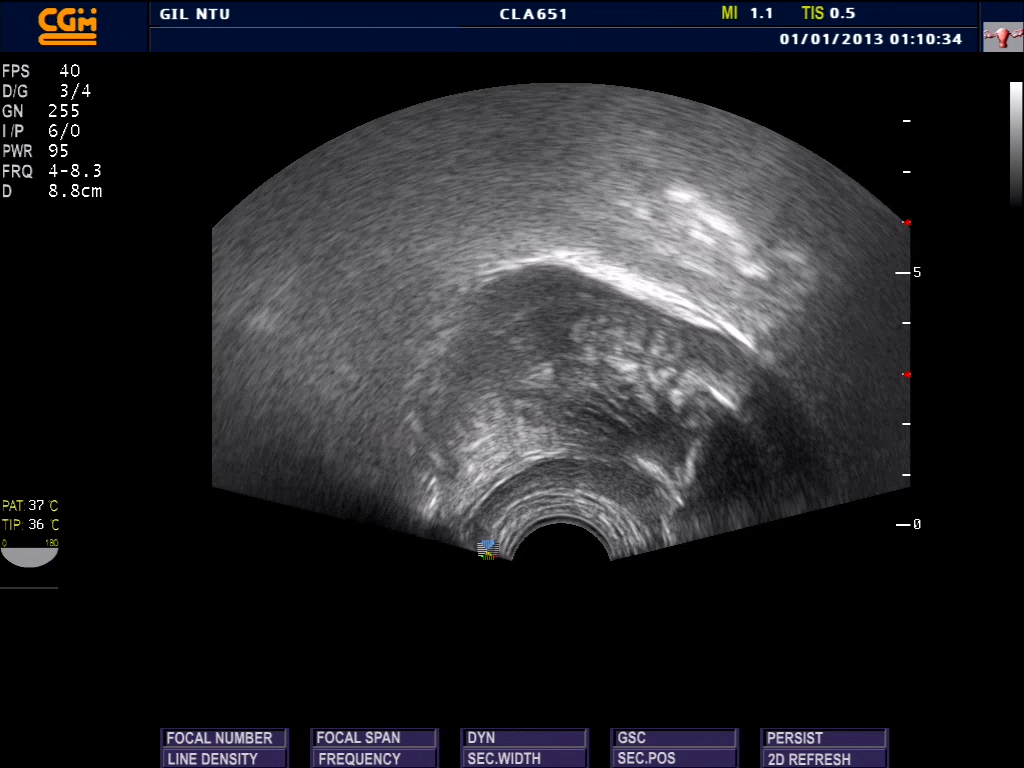 CGM
GIL NTU CLA651 MI 1.1 TIS 0.5
01/01/2013 01:10:34
FPS 40
D/G 3/4
GN 255
I/P 6/0
PWR 95
FRQ 4-8.3
D 8.8cm
5
PAT: 37 °C
TIP: 36 °C
0 180
0
FOCAL NUMBER FOCAL SPAN DYN GSC PERSIST
LINE DENSITY FREQUENCY SEC.WIDTH SEC.POS 2D REFRESH